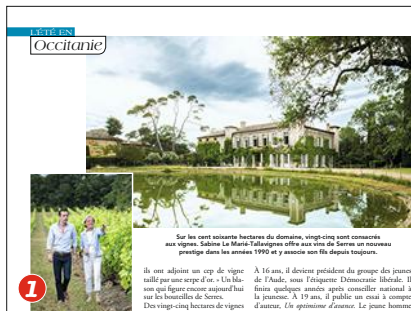 L'ÉTÉ EN
Occitanie
Sur les cent soixante hectares du domaine, vingt-cinq sont consacrés
aux vignes. Sabine Le Marié-Tallavignes offre aux vins de Serres un nouveau
prestige dans les années 1990 et y associe son fils depuis toujours.
1
ils ont adjoint un cep de vigne
taillé par une serpe d'or. « Un bla-
son qui figure encore aujourd'hui
sur les bouteilles de Serres.
Des vingt-cinq hectares de vignes
À 16 ans, il devient président du groupe des jeunes
de l'Aude, sous l'étiquette Démocratie libérale. Il
finira quelques années après conseiller national à
la jeunesse. À 19 ans, il publie un essai à compte
d'auteur, Un optimisme d'avance. Le jeune homme